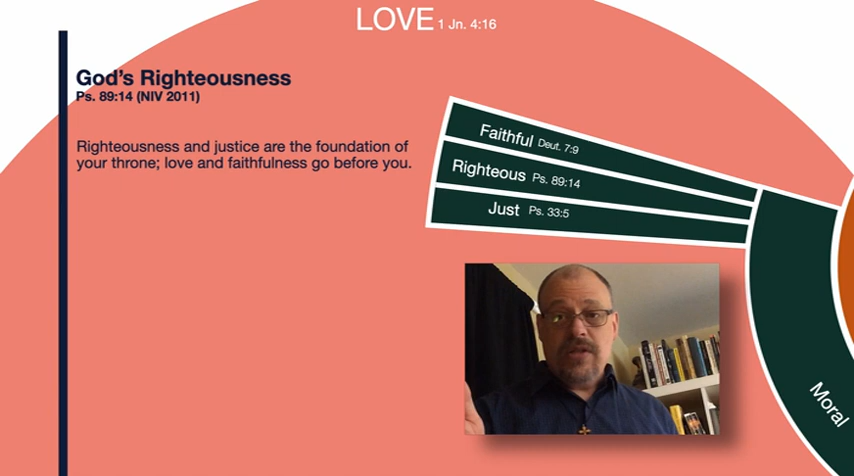 LOVE 1 Jn. 4:16
God's Righteousness
Ps. 89:14 (NIV 2011)
Righteousness and justice are the foundation of
your throne; love and faithfulness go before you.
Faithful Deut. 7:9
Righteous Ps. 89:14
Just Ps. 33:5
Moral